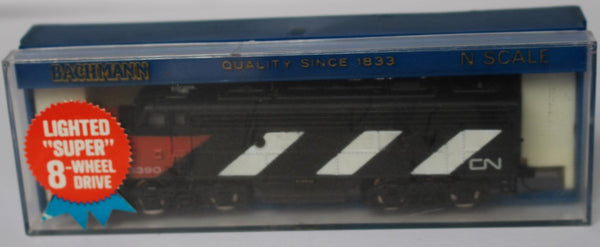 BACHMANN QUALITY SINCE 1833 N SCALE
LIGHTED
"SUPER"
8-WHEEL
DRIVE
CN